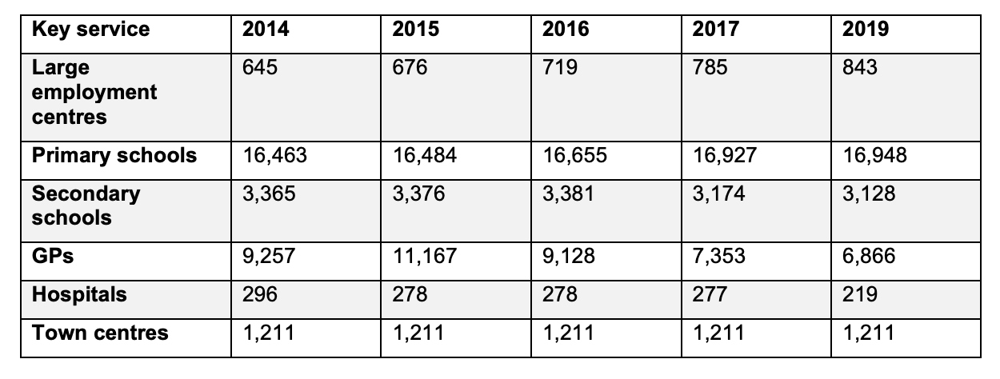 Key service 2014 2015 2016 2017 2019
Large 645 676 719 785 843
employment
centres
Primary schools 16,463 16,484 16,655 16,927 16,948
Secondary 3,365 3,376 3,381 3,174 3,128
schools
GPs 9,257 11,167 9,128 7,353 6,866
Hospitals 296 278 278 277 219
Town centres 1,211 1,211 1,211 1,211 1,211